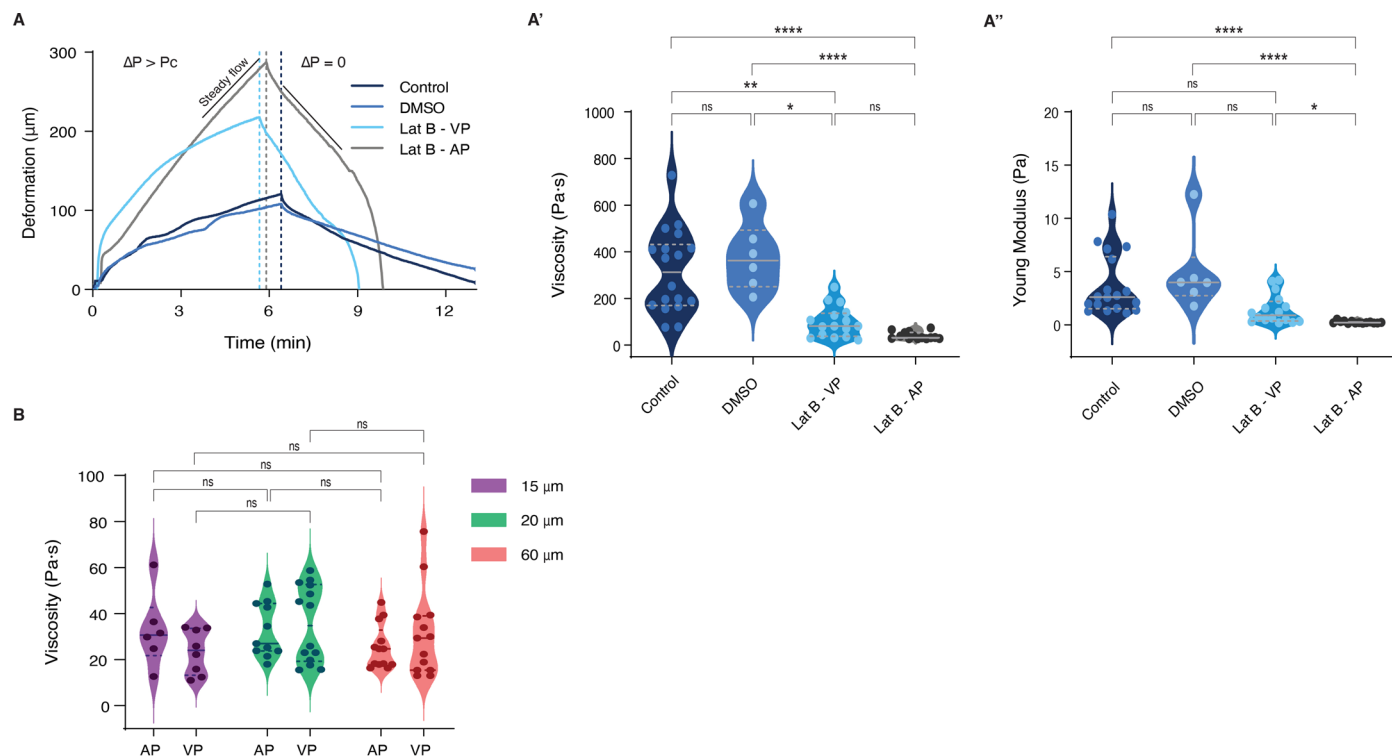 A
A'
A''
300
200
100
0
Deformation (µm)
ΔP > Pc
Steady flow
ΔP = 0
Control
DMSO
Lat B - VP
Lat B - AP
0
3
6
9
12
Time (min)
****
****
**
ns
*
ns
1000
800
600
400
200
0
Viscosity (Pa·s)
Control
DMSO
Lat B - VP
Lat B - AP
****
****
ns
ns
ns
*
20
15
10
5
0
Young Modulus (Pa)
Control
DMSO
Lat B - VP
Lat B - AP
B
ns
ns
ns
ns
ns
ns
100
80
60
40
20
0
Viscosity (Pa·s)
15 µm
20 µm
60 µm
AP
VP
AP
VP
AP
VP